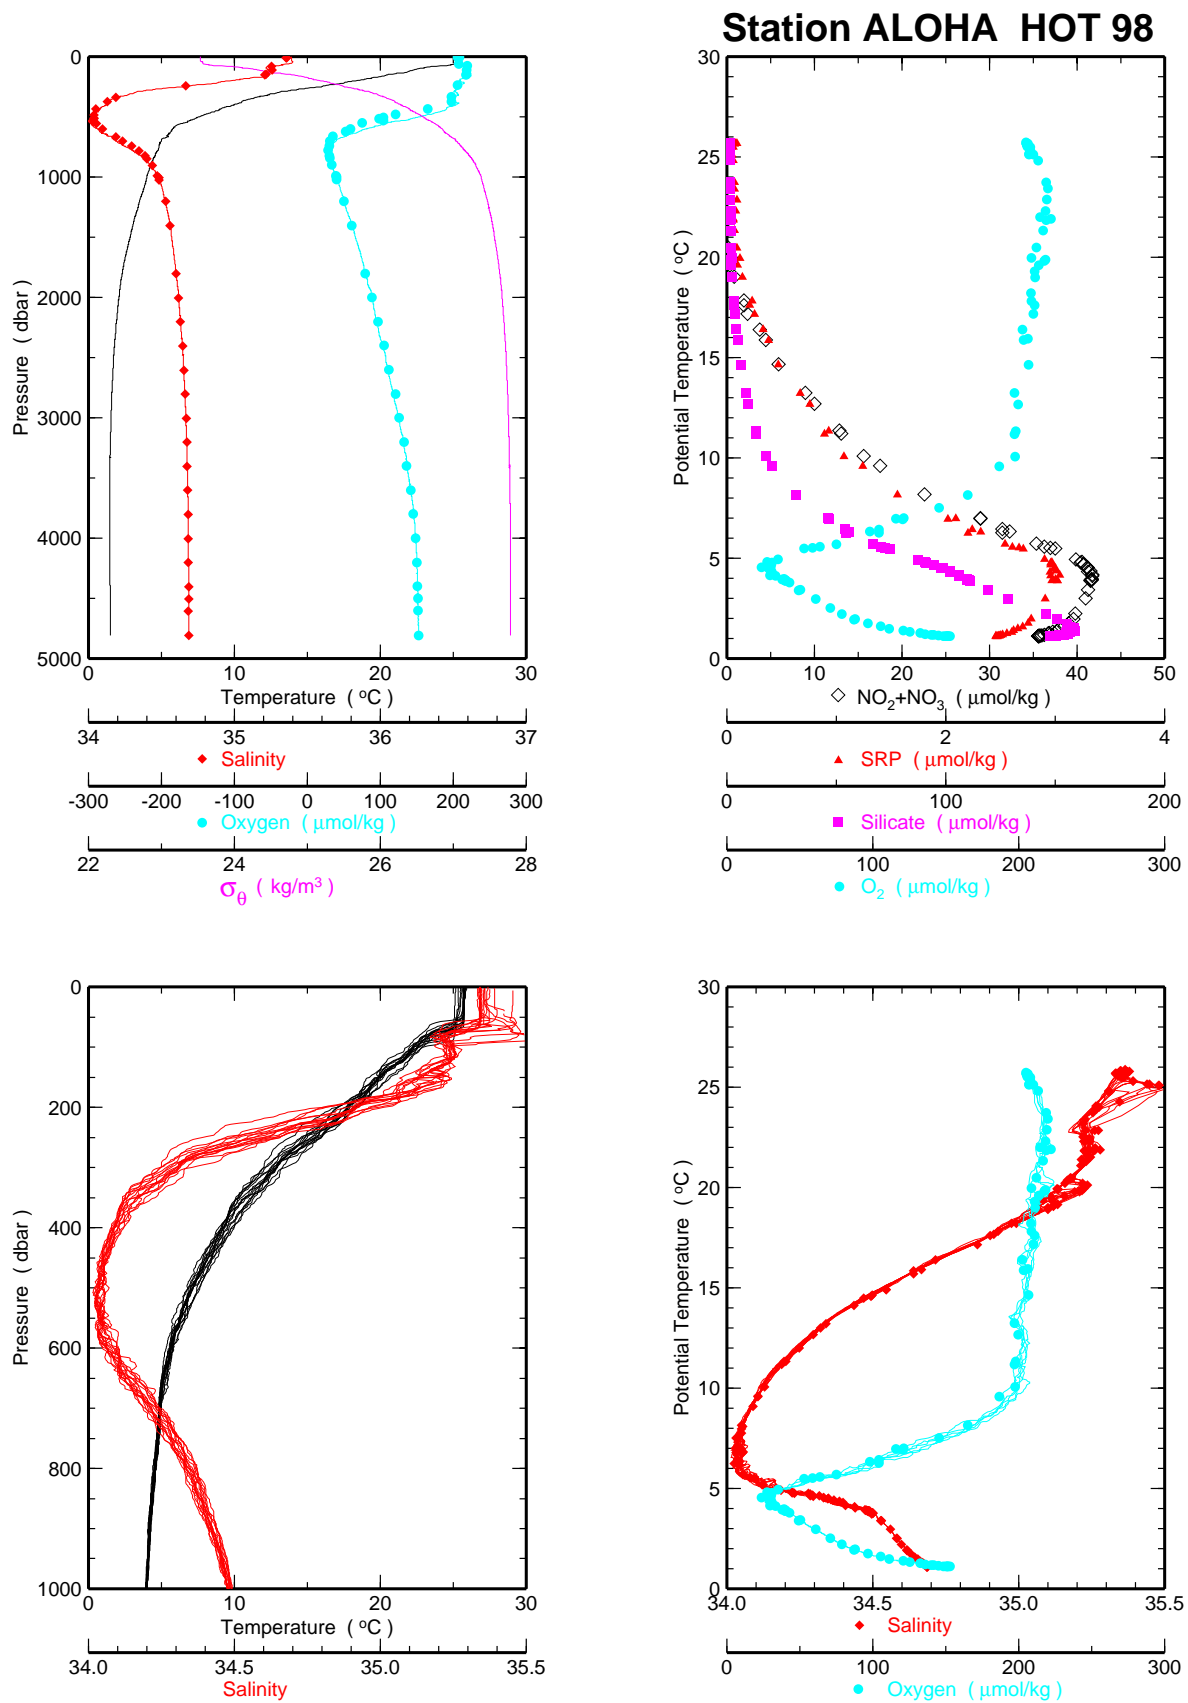 Station ALOHA HOT 98
0
1000
2000
3000
4000
5000
Pressure ( dbar)
0 10 20 30
Temperature ( °C)
34 35 36 37
Salinity
-300 -200 -100 0 100 200 300
Oxygen ( µmol/kg)
22 23 24 25 26 27 28
σθ ( kg/m³)
30
25
20
15
10
5
0
Potential Temperature ( °C)
0 10 20 30 40 50
NO₂+NO₃ ( µmol/kg)
0 1 2 3 4
SRP ( µmol/kg)
0 100 200
Silicate ( µmol/kg)
0 100 200 300
O₂ ( µmol/kg)
0
200
400
600
800
1000
Pressure ( dbar)
0 10 20 30
Temperature ( °C)
34.0 34.5 35.0 35.5
Salinity
30
25
20
15
10
5
0
Potential Temperature ( °C)
34.0 34.5 35.0 35.5
Salinity
0 100 200 300
Oxygen ( µmol/kg)